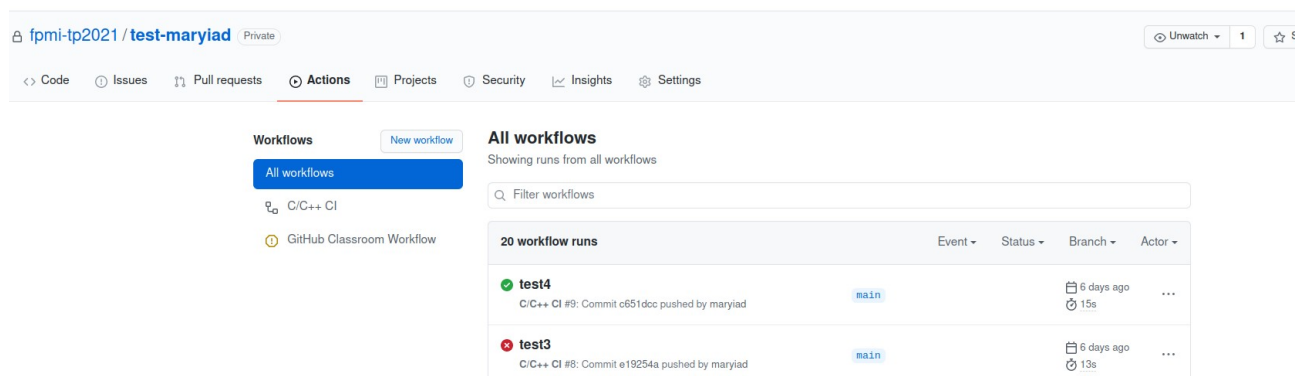 fpmi-tp2021 / test-maryiad Private
Unwatch 1
Code Issues Pull requests Actions Projects Security Insights Settings
Workflows New workflow
All workflows
C/C++ CI
GitHub Classroom Workflow
All workflows
Showing runs from all workflows
Filter workflows
20 workflow runs Event Status Branch Actor
test4
C/C++ CI #9: Commit c651dcc pushed by maryiad
main
6 days ago
15s
test3
C/C++ CI #8: Commit e19254a pushed by maryiad
main
6 days ago
13s